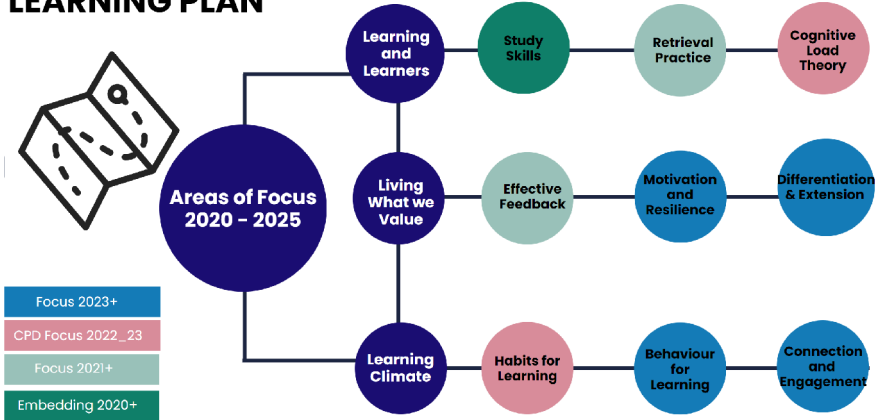 LEARNING PLAN
Learning
and
Learners
Study
Skills
Retrieval
Practice
Cognitive
Load
Theory
Areas of Focus
2020 - 2025
Living
What we
Value
Effective
Feedback
Motivation
and
Resilience
Differentiation
& Extension
Learning
Climate
Habits for
Learning
Behaviour
for
Learning
Connection
and
Engagement
Focus 2023+
CPD Focus 2022_23
Focus 2021+
Embedding 2020+